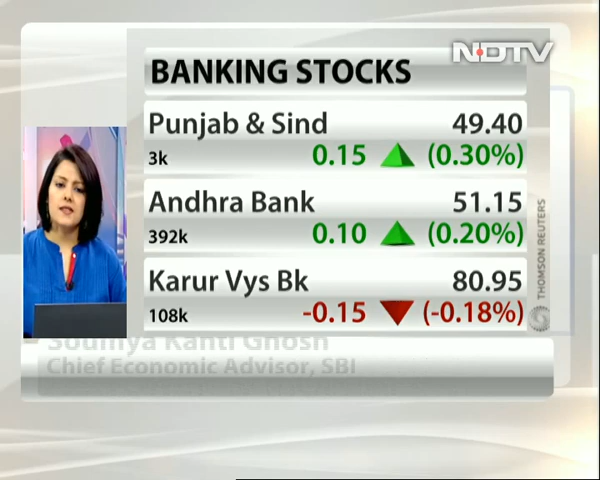 NDTV
BANKING STOCKS
Punjab & Sind 49.40
3k 0.15 (0.30%)
Andhra Bank 51.15
392k 0.10 (0.20%)
Karur Vys Bk 80.95
108k -0.15 (-0.18%)
THOMSON REUTERS
Soumya Kanti Ghosh
Chief Economic Advisor, SBI